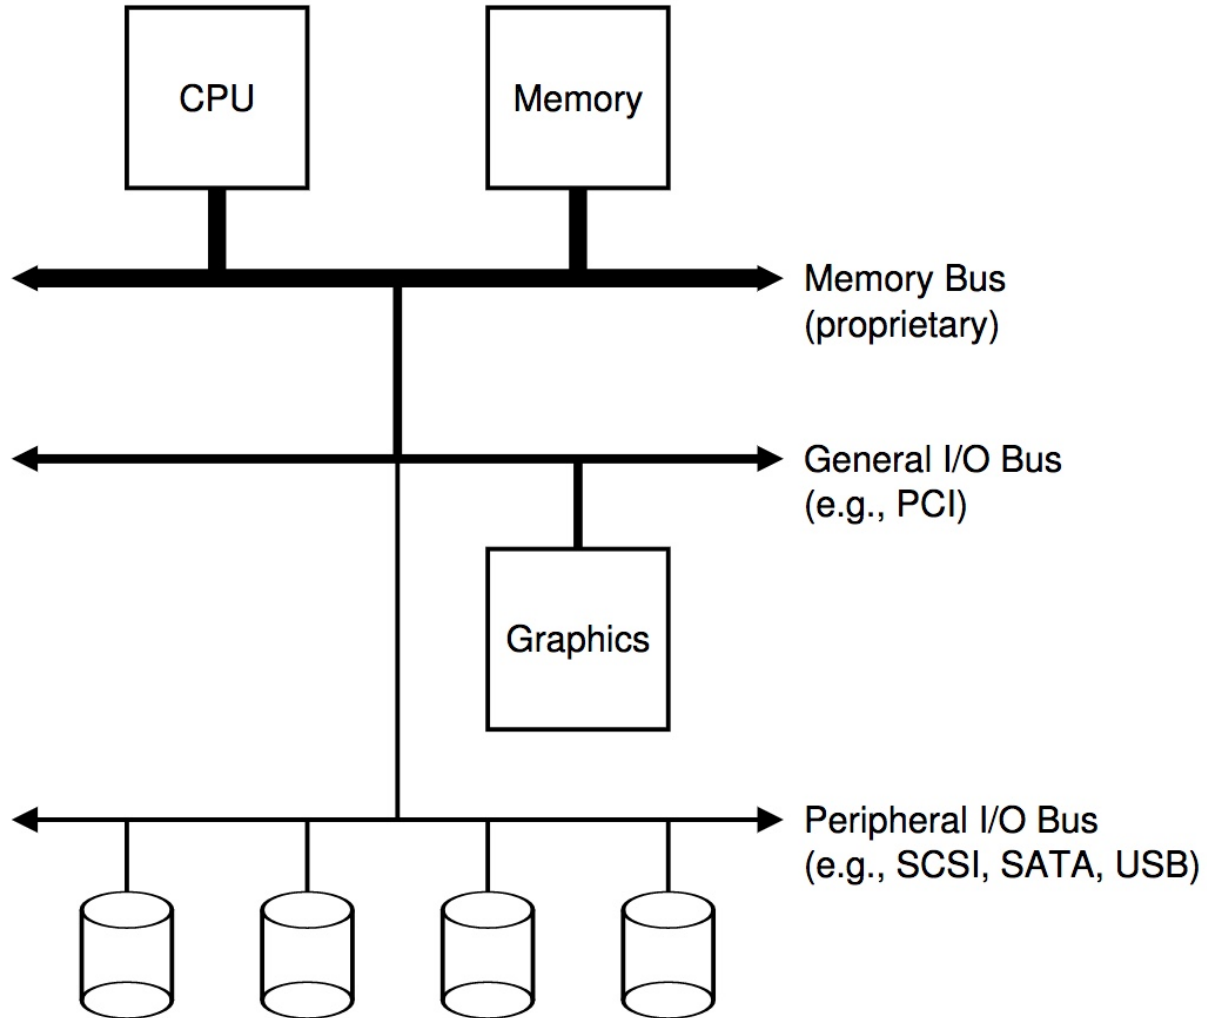 CPU
Memory
Memory Bus
(proprietary)
General I/O Bus
(e.g., PCI)
Graphics
Peripheral I/O Bus
(e.g., SCSI, SATA, USB)